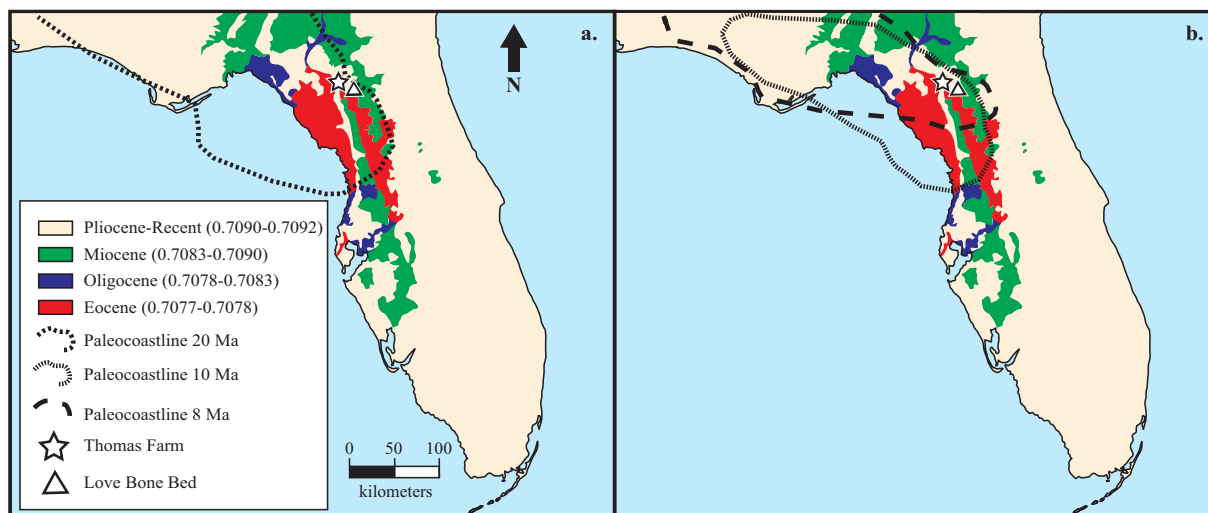 a.
N
Pliocene-Recent (0.7090-0.7092)
Miocene (0.7083-0.7090)
Oligocene (0.7078-0.7083)
Eocene (0.7077-0.7078)
Paleocoastline 20 Ma
Paleocoastline 10 Ma
Paleocoastline 8 Ma
Thomas Farm
Love Bone Bed
0 50 100
kilometers
b.